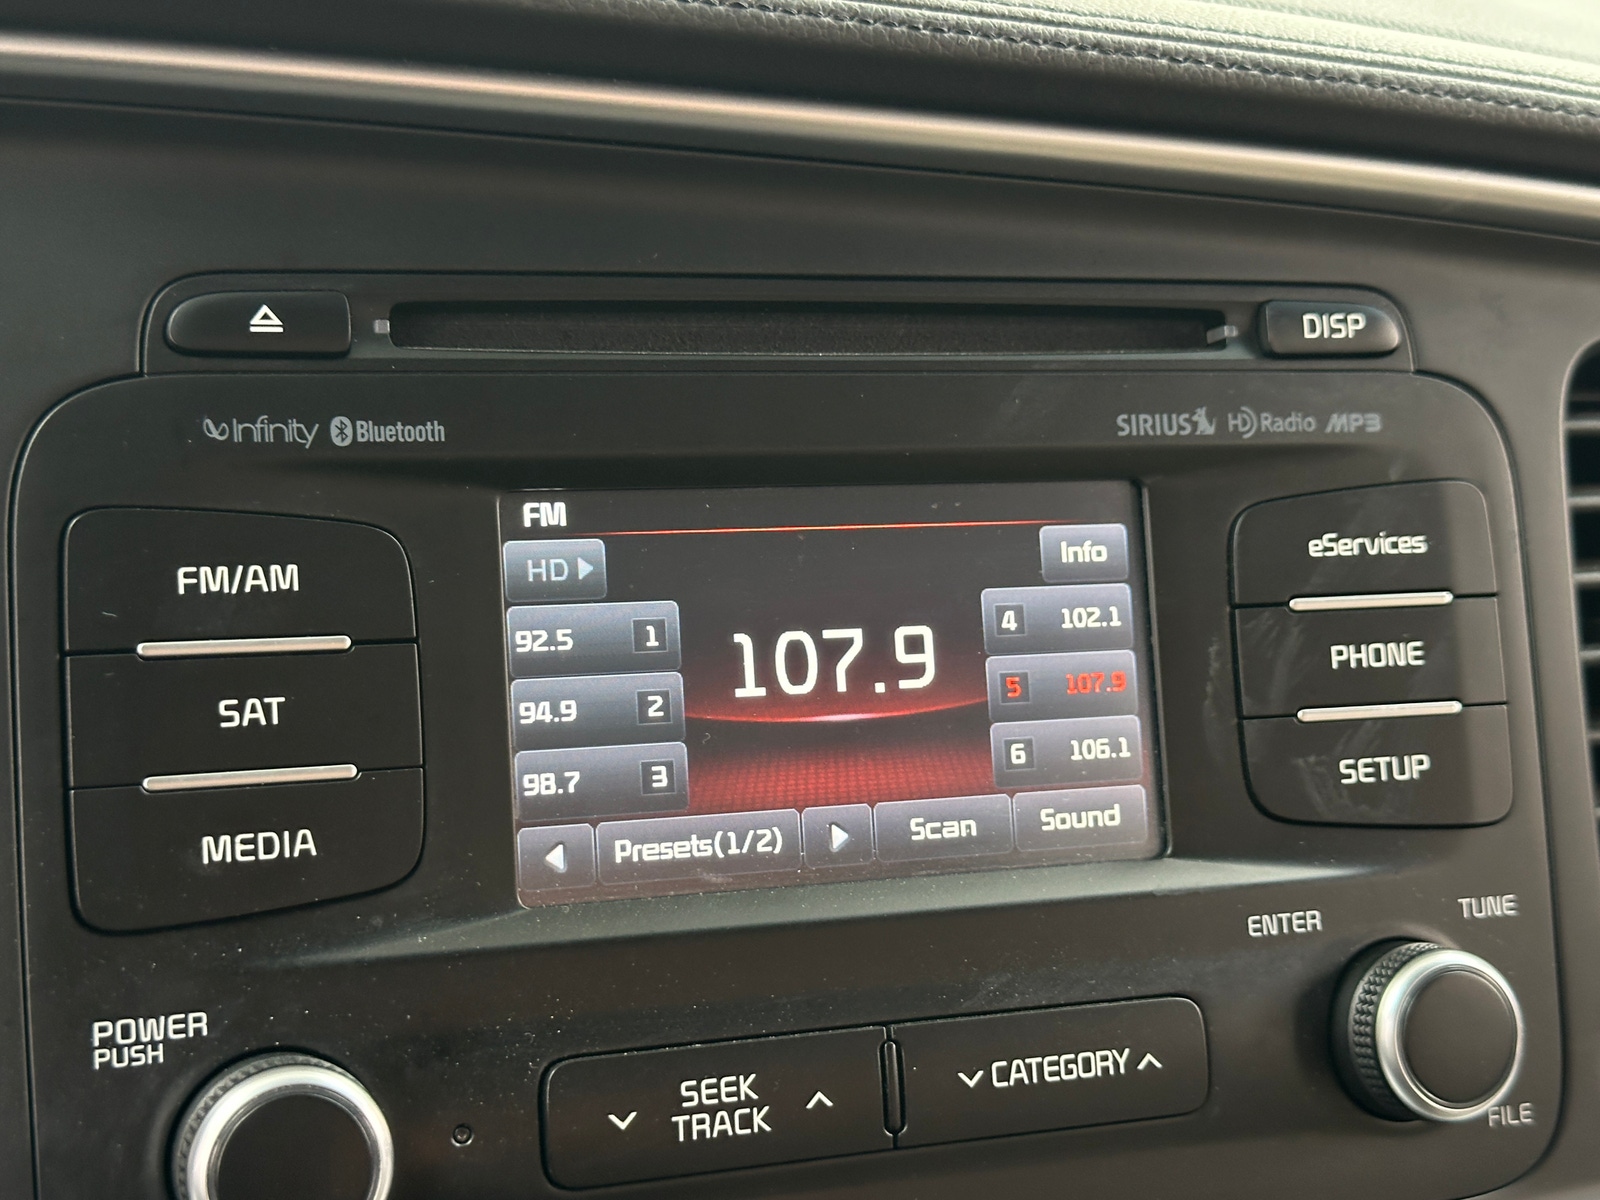 DISP
Infinity Bluetooth
SIRIUS HD Radio MP3
FM
HD
Info
92.5 1
94.9 2
98.7 3
107.9
4 102.1
5 107.9
6 106.1
Presets(1/2)
Scan
Sound
FM/AM
SAT
MEDIA
eServices
PHONE
SETUP
POWER
PUSH
SEEK
TRACK
CATEGORY
ENTER
TUNE
FILE